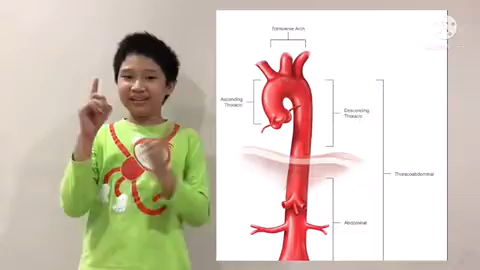 Transverse Arch
Ascending
Thoracic
Descending
Thoracic
Thoracoabdominal
Abdominal